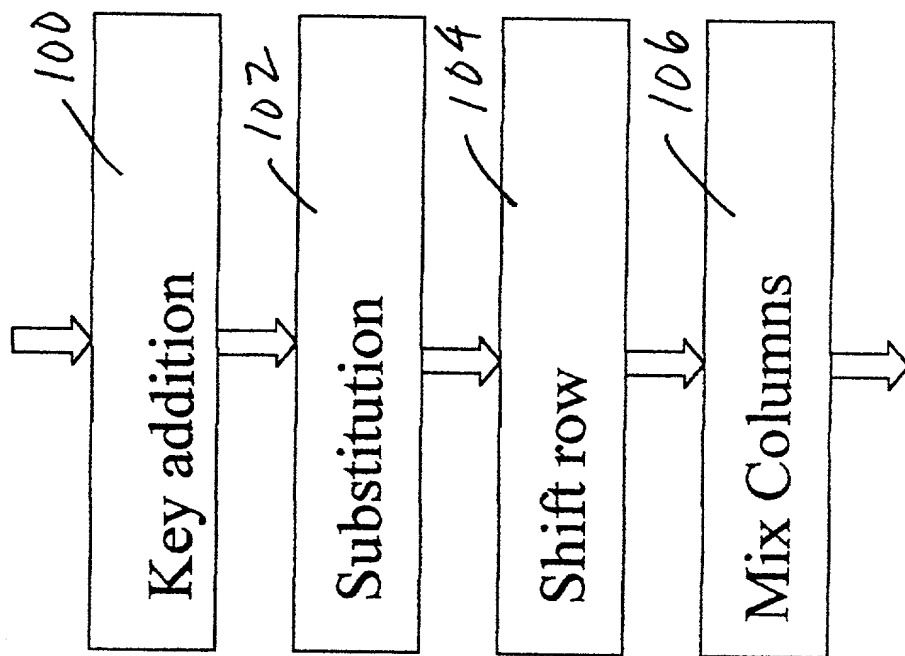 100
Key addition
102
Substitution
104
Shift row
106
Mix Columns